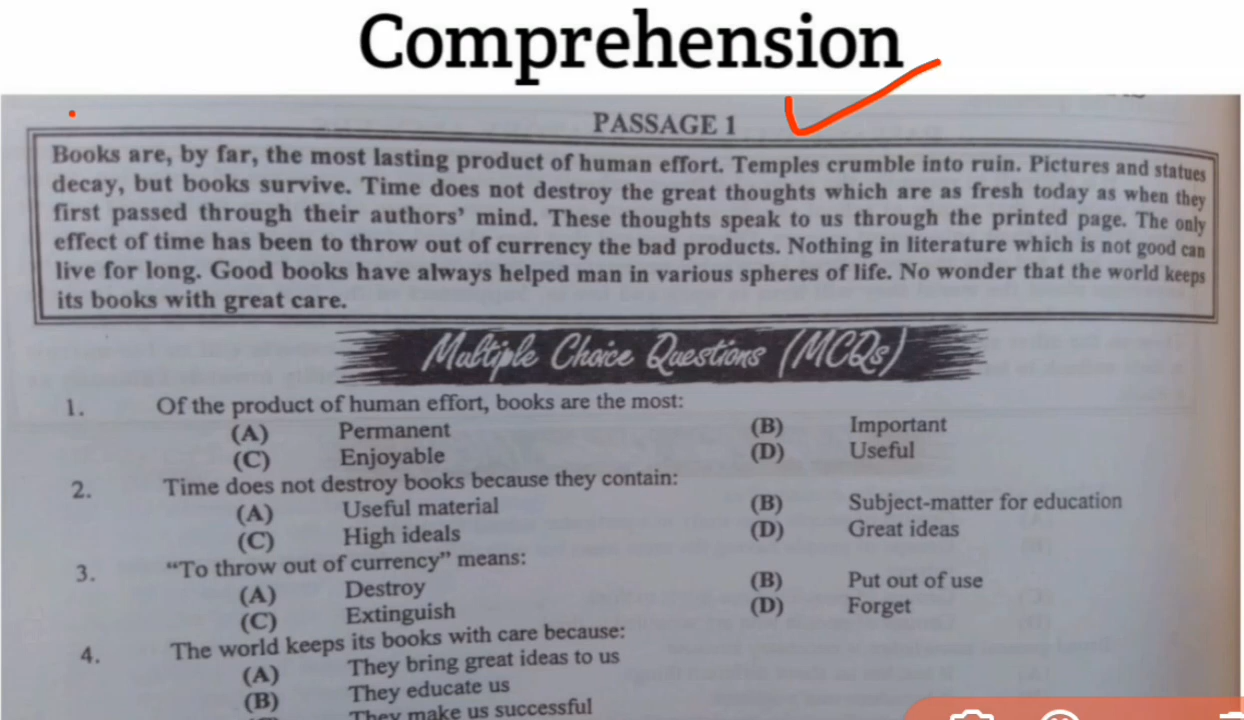 Comprehension
PASSAGE 1
Books are, by far, the most lasting product of human effort. Temples crumble into ruin. Pictures and statues
decay, but books survive. Time does not destroy the great thoughts which are as fresh today as when they
first passed through their authors' mind. These thoughts speak to us through the printed page. The only
effect of time has been to throw out of currency the bad products. Nothing in literature which is not good can
live for long. Good books have always helped man in various spheres of life. No wonder that the world keeps
its books with great care.
Multiple Choice Questions (MCQs)
1. Of the product of human effort, books are the most:
(A) Permanent (B) Important
(C) Enjoyable (D) Useful
2. Time does not destroy books because they contain:
(A) Useful material (B) Subject-matter for education
(C) High ideals (D) Great ideas
3. "To throw out of currency" means:
(A) Destroy (B) Put out of use
(C) Extinguish (D) Forget
4. The world keeps its books with care because:
(A) They bring great ideas to us
(B) They educate us
They make us successful